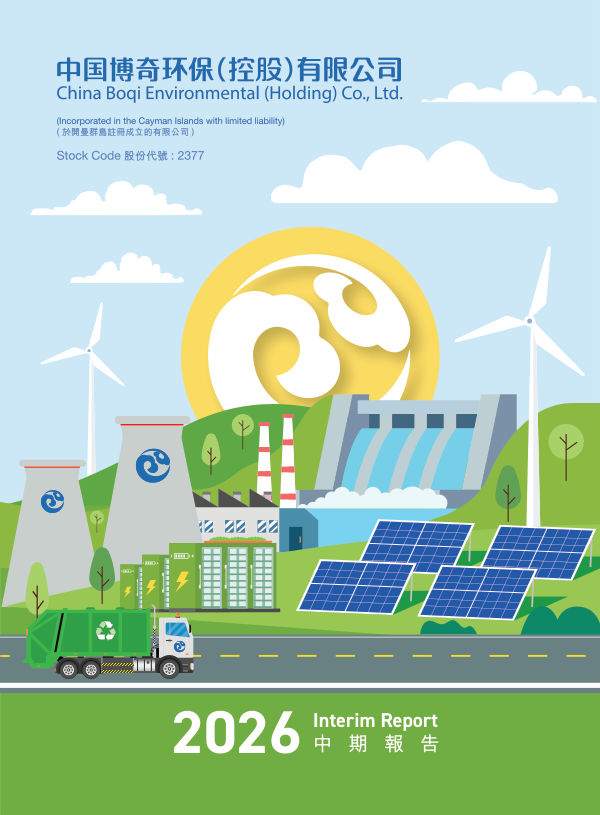 中国博奇环保(控股)有限公司
China Boqi Environmental (Holding) Co., Ltd.
(Incorporated in the Cayman Islands with limited liability)
(於開曼群島註冊成立的有限公司)
Stock Code 股份代號 : 2377
2026 Interim Report
中期報告